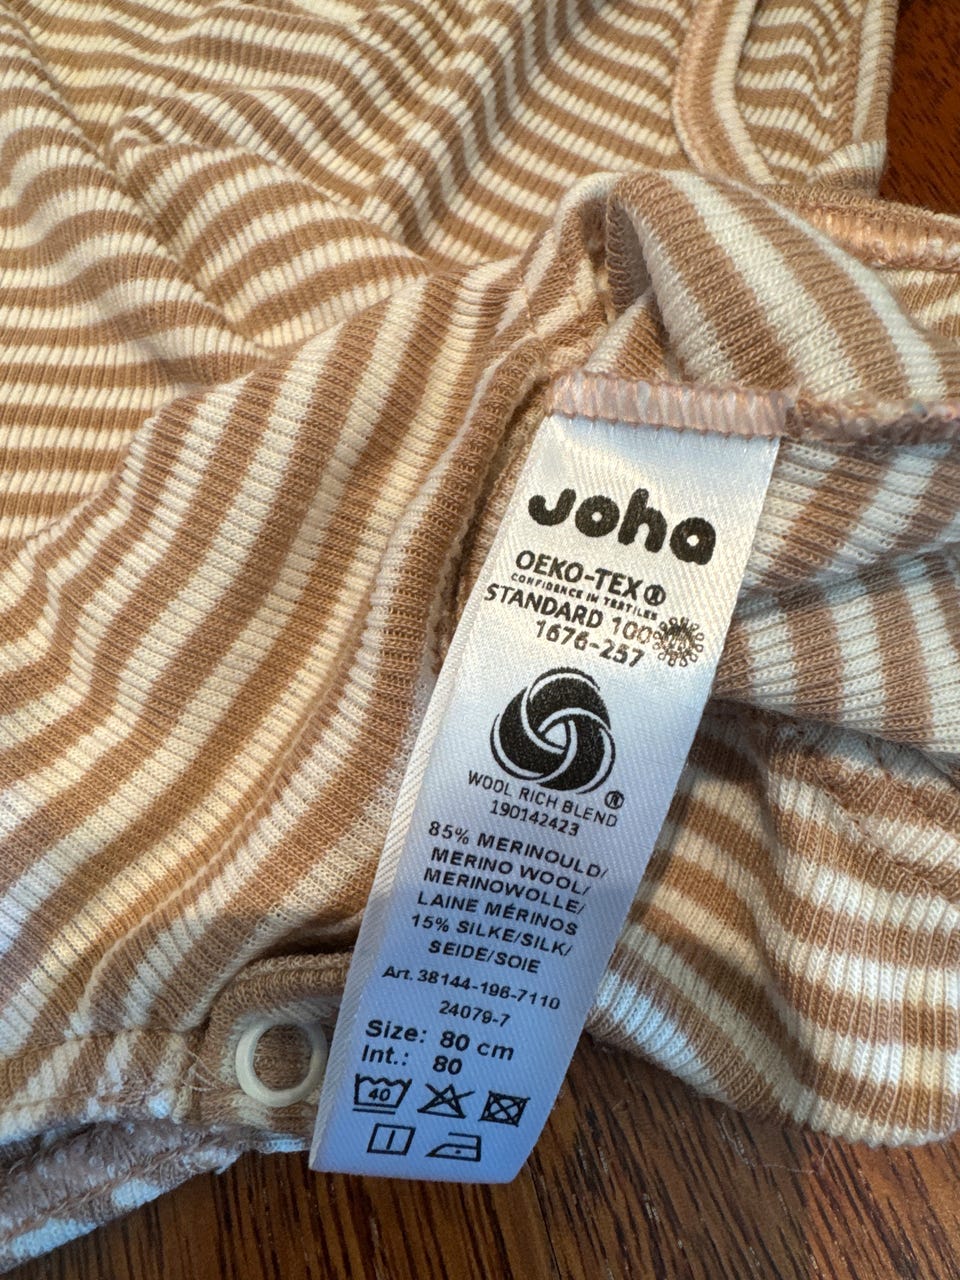 Joha
OEKO-TEX®
CONFIDENCE IN TEXTILES
STANDARD 100
1676-257
WOOL RICH BLEND®
190142423
85% MERINOULD/
MERINO WOOL/
MERINOWOLLE/
LAINE MÉRINOS
15% SILKE/SILK/
SEIDE/SOIE
Art. 38144-196-7110
24079-7
Size: 80 cm
Int.: 80
40